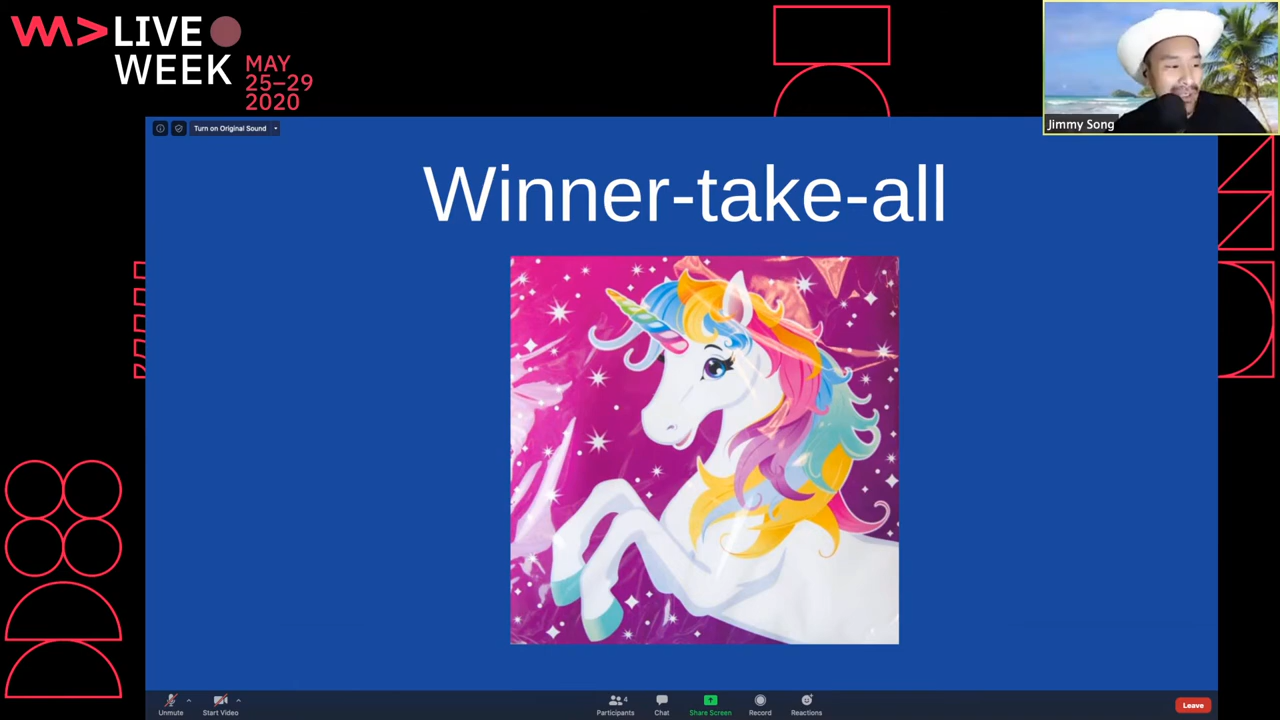 LIVE
WEEK
MAY
25–29
2020
Jimmy Song
Turn on Original Sound
Winner-take-all
Unmute
Start Video
4
Participants
Chat
Share Screen
Record
Reactions
Leave